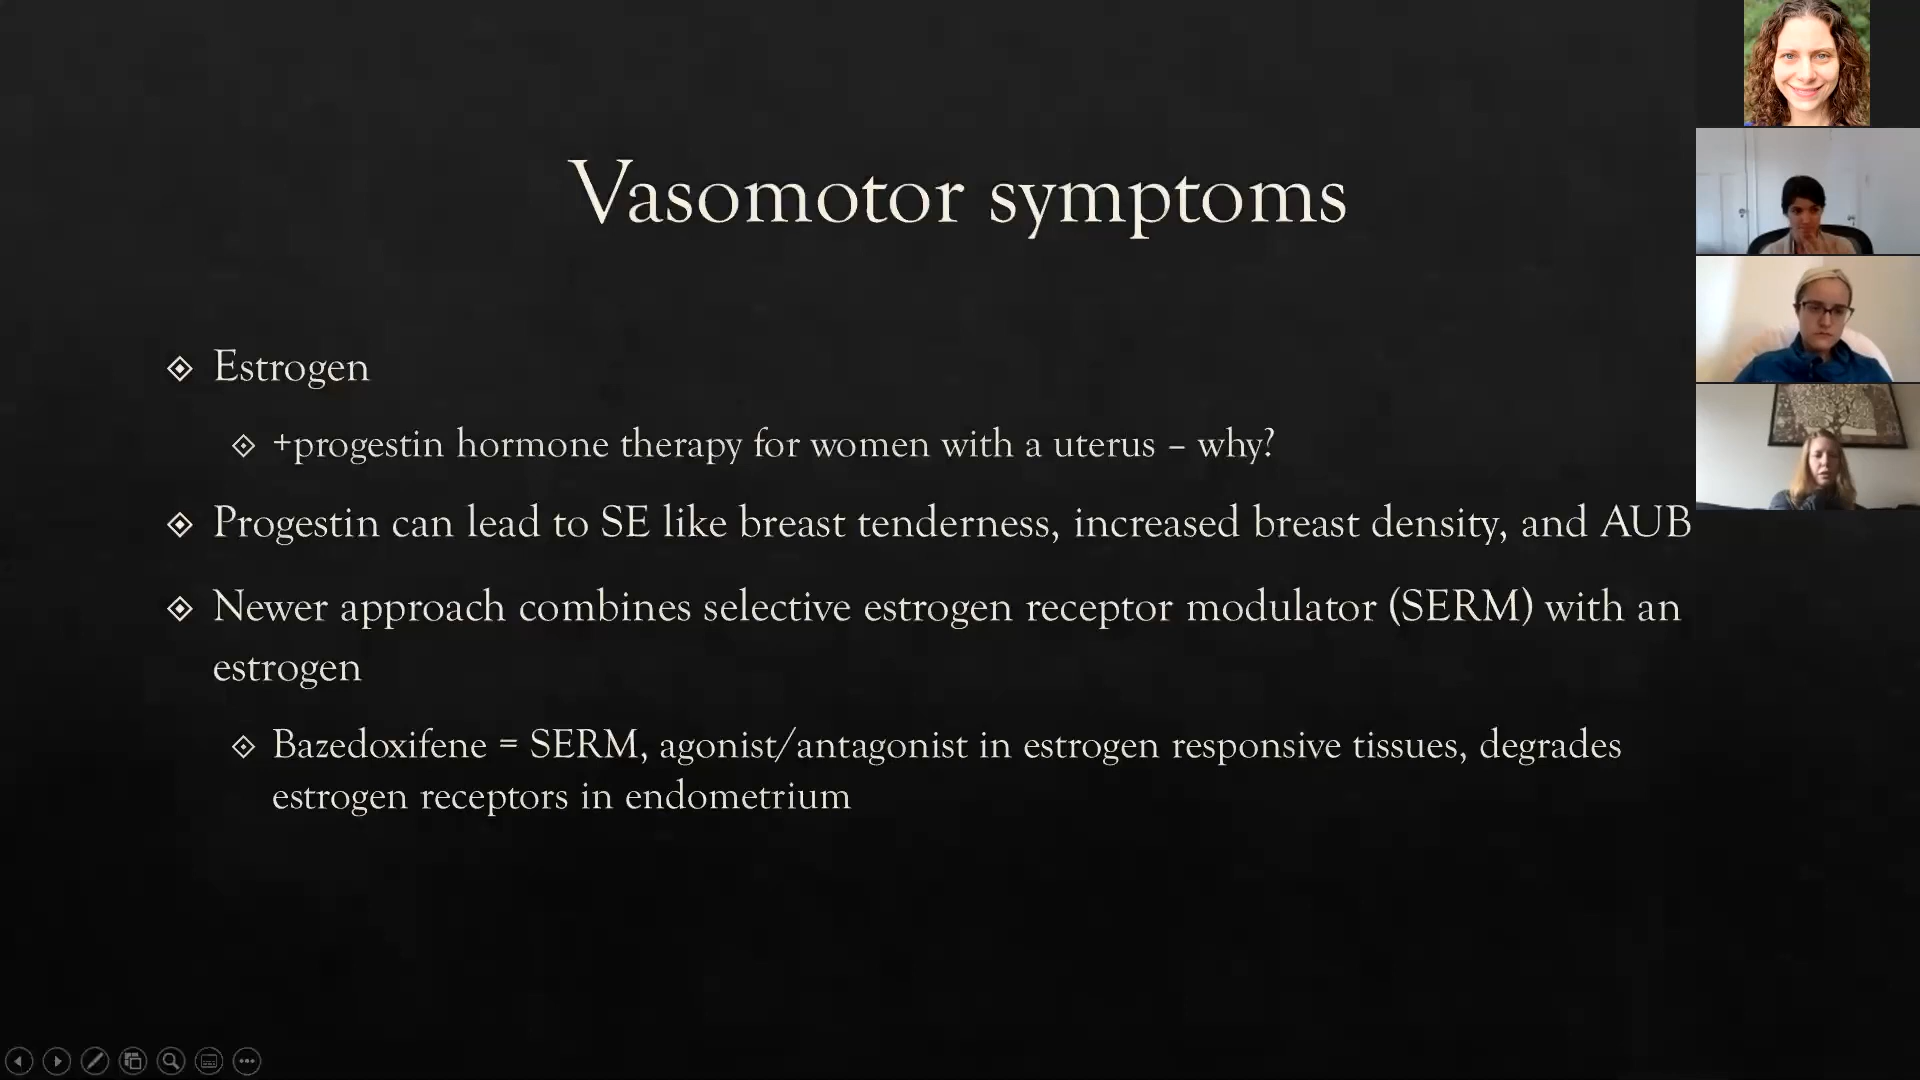 Vasomotor symptoms
Estrogen
+progestin hormone therapy for women with a uterus – why?
Progestin can lead to SE like breast tenderness, increased breast density, and AUB
Newer approach combines selective estrogen receptor modulator (SERM) with an
estrogen
Bazedoxifene = SERM, agonist/antagonist in estrogen responsive tissues, degrades
estrogen receptors in endometrium